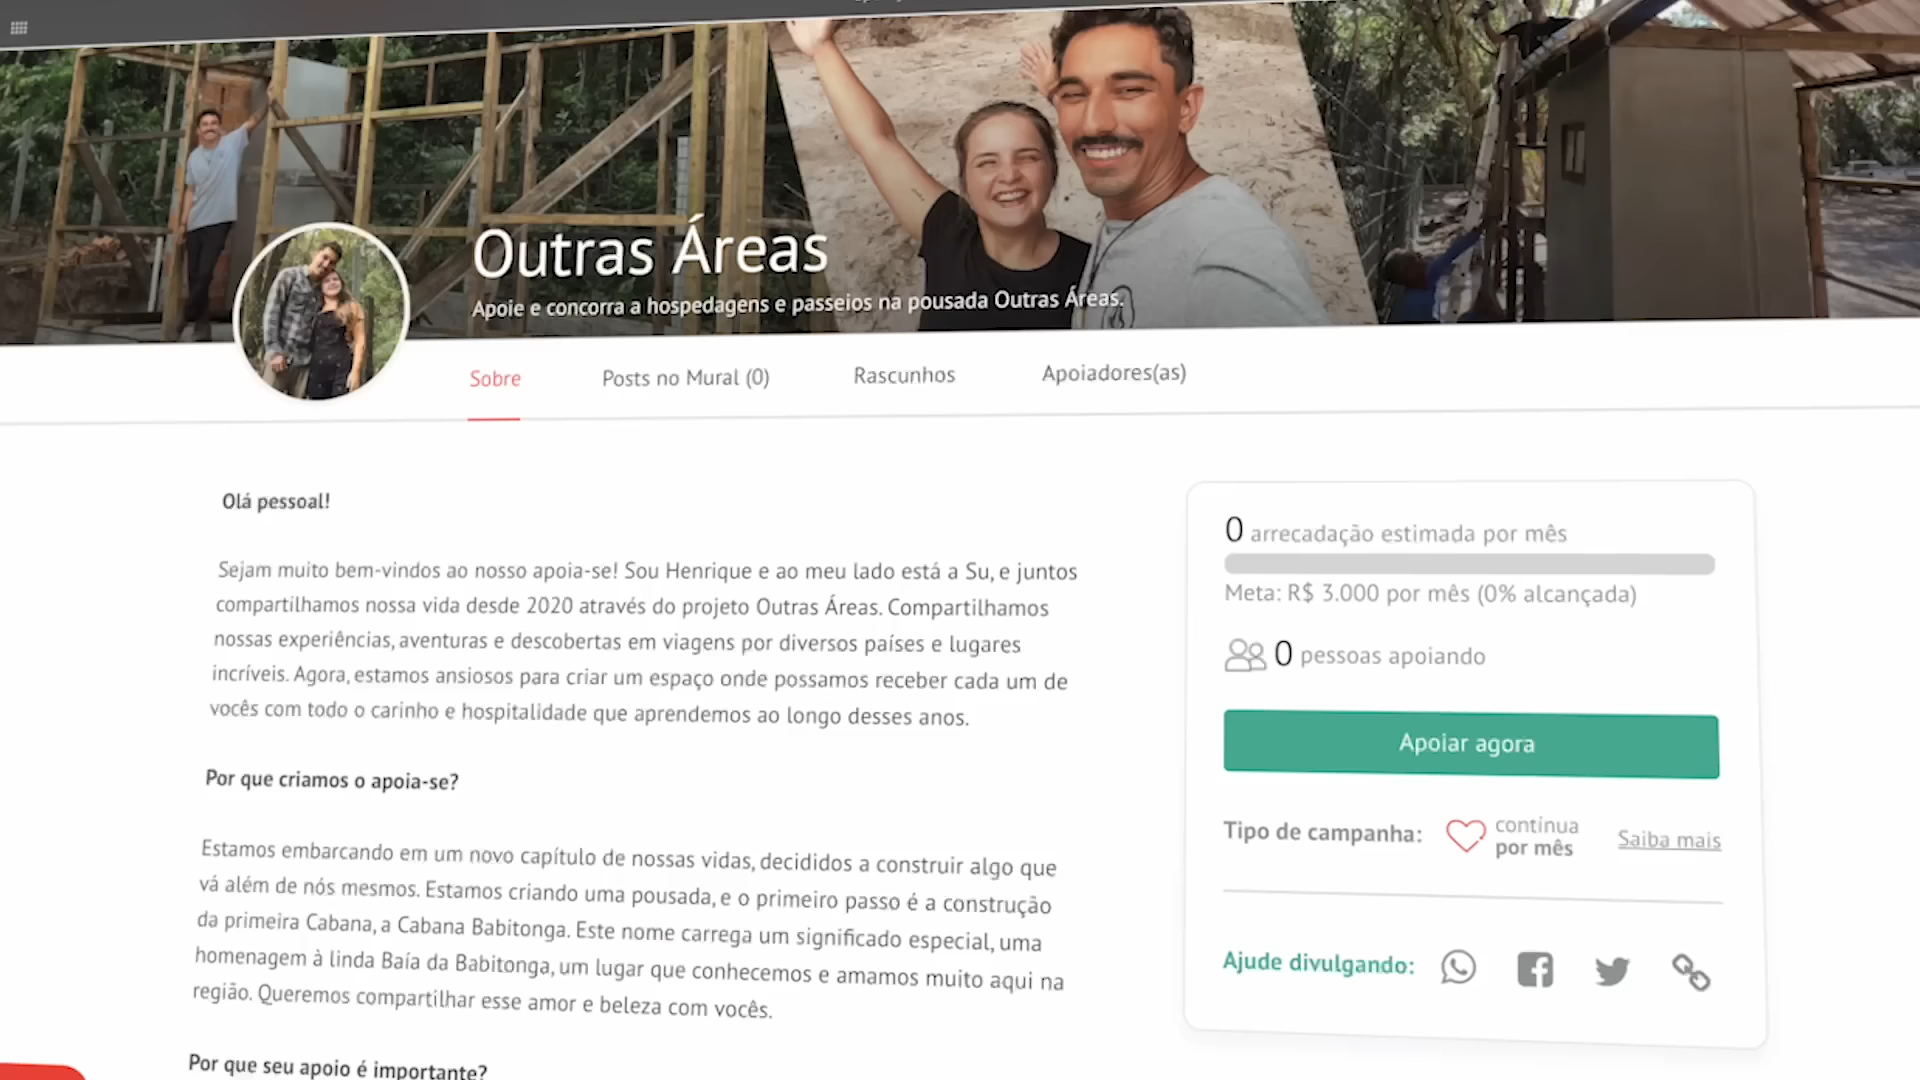 Outras Áreas
Apoie e concorra a hospedagens e passeios na pousada Outras Áreas.
Sobre
Posts no Mural (0)
Rascunhos
Apoiadores(as)
Olá pessoal!
Sejam muito bem-vindos ao nosso apoia-se! Sou Henrique e ao meu lado está a Su, e juntos
compartilhamos nossa vida desde 2020 através do projeto Outras Áreas. Compartilhamos
nossas experiências, aventuras e descobertas em viagens por diversos países e lugares
incríveis. Agora, estamos ansiosos para criar um espaço onde possamos receber cada um de
vocês com todo o carinho e hospitalidade que aprendemos ao longo desses anos.
Por que criamos o apoia-se?
Estamos embarcando em um novo capítulo de nossas vidas, decididos a construir algo que
vá além de nós mesmos. Estamos criando uma pousada, e o primeiro passo é a construção
da primeira Cabana, a Cabana Babitonga. Este nome carrega um significado especial, uma
homenagem à linda Baía da Babitonga, um lugar que conhecemos e amamos muito aqui na
região. Queremos compartilhar esse amor e beleza com vocês.
Por que seu apoio é importante?
0 arrecadação estimada por mês
Meta: R$ 3.000 por mês (0% alcançada)
0 pessoas apoiando
Apoiar agora
Tipo de campanha:
contínua
por mês
Saiba mais
Ajude divulgando: